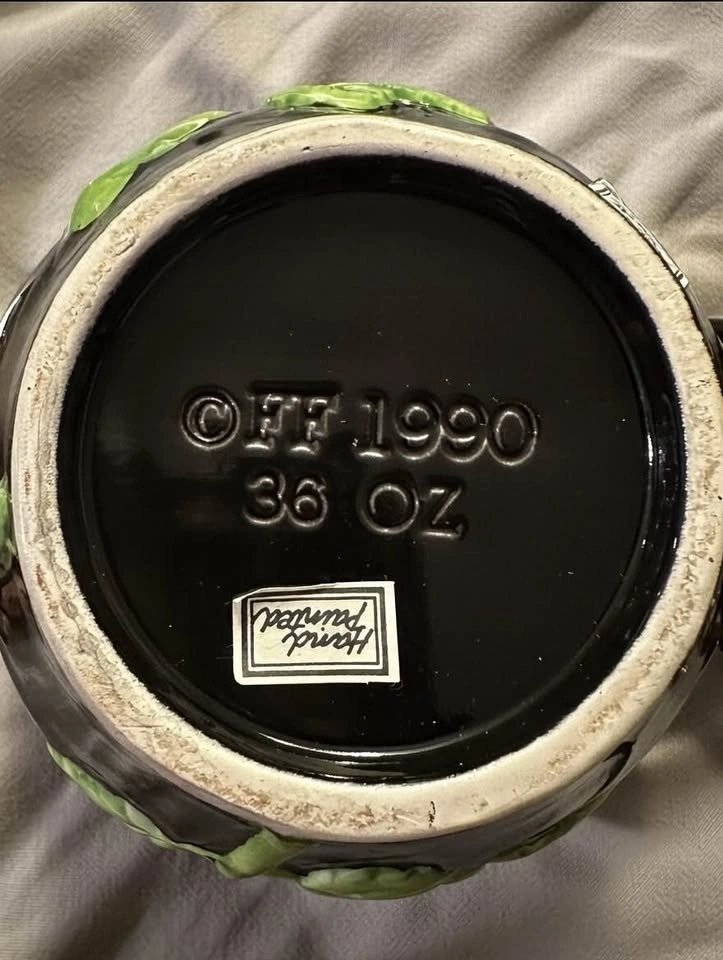 ©FF 1990
36 OZ
Hand
Painted